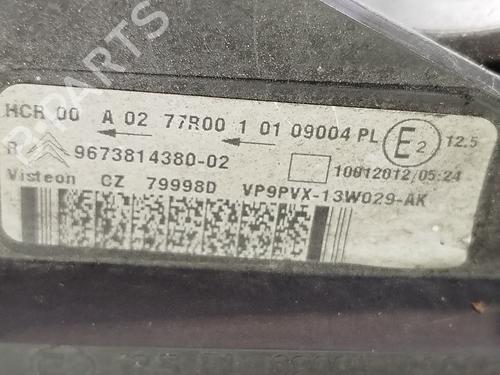 B-PARTS
HCR 00 A 02 77R00 1 01 09004 PL E2 12.5
R 9673814380-02 10012012/05:24
Visteon CZ 79998D VP9PVX-13W029-AK